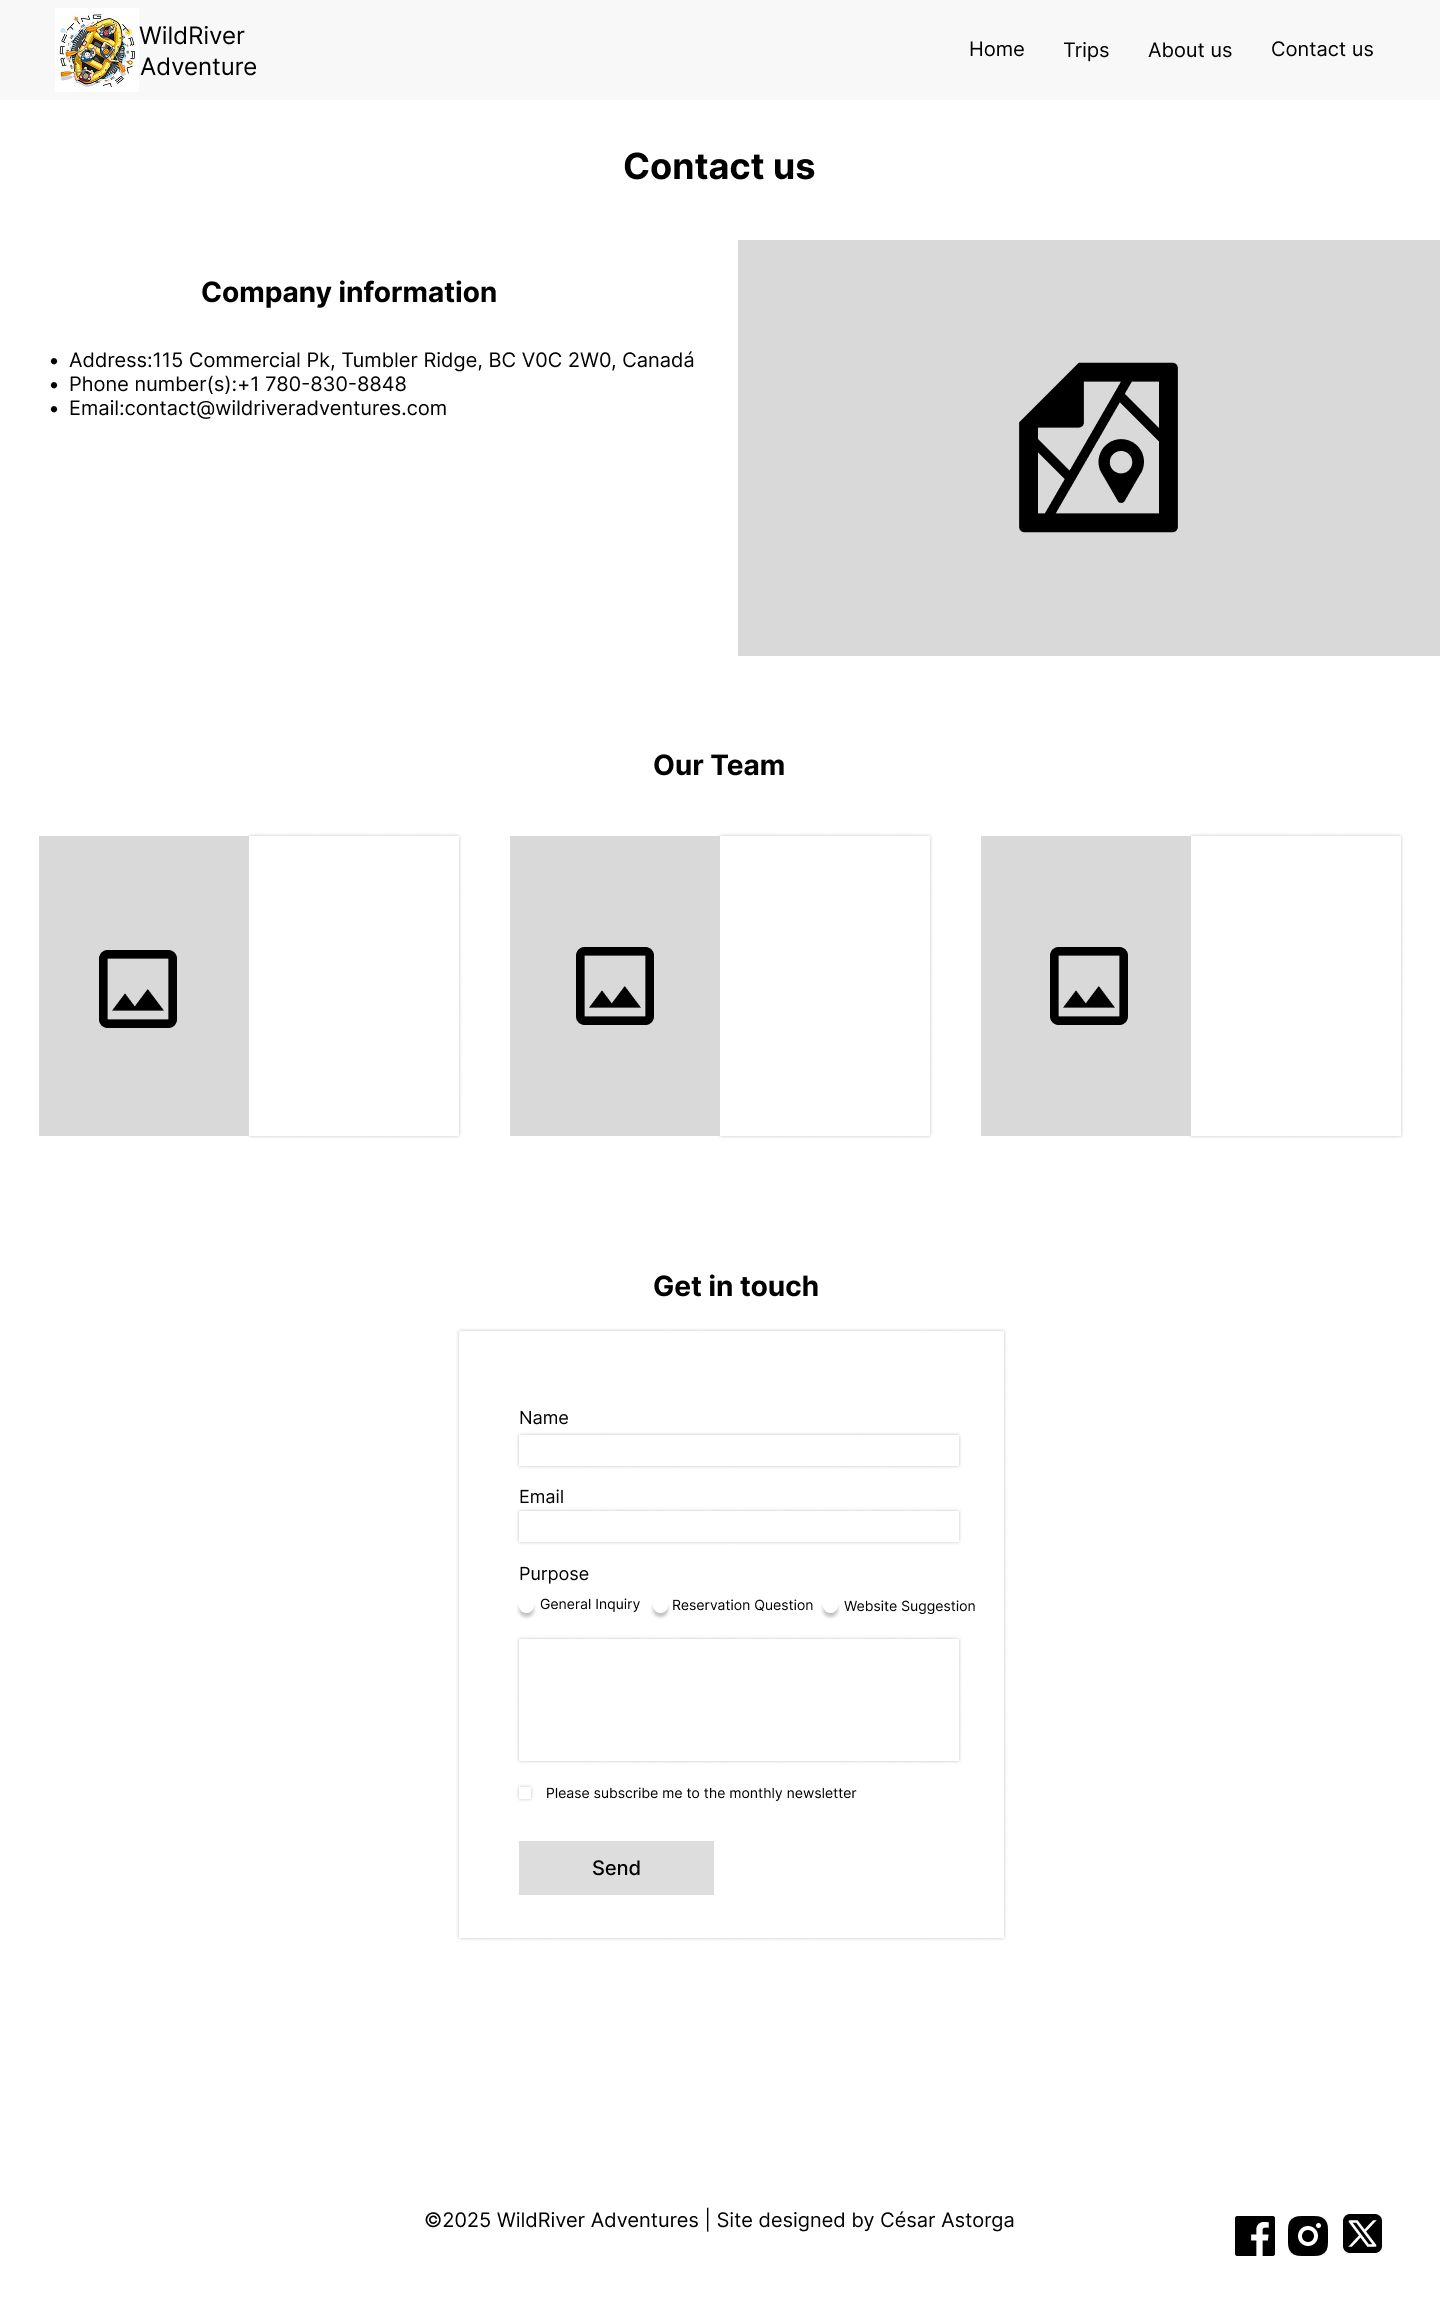 RAFTING
WildRiver
Adventure
Home
Trips
About us
Contact us
Contact us
Company information
• Address:115 Commercial Pk, Tumbler Ridge, BC V0C 2W0, Canadá
• Phone number(s):+1 780-830-8848
• Email:contact@wildriveradventures.com
Our Team
Get in touch
Name
Email
Purpose
General Inquiry
Reservation Question
Website Suggestion
Please subscribe me to the monthly newsletter
Send
©2025 WildRiver Adventures | Site designed by César Astorga